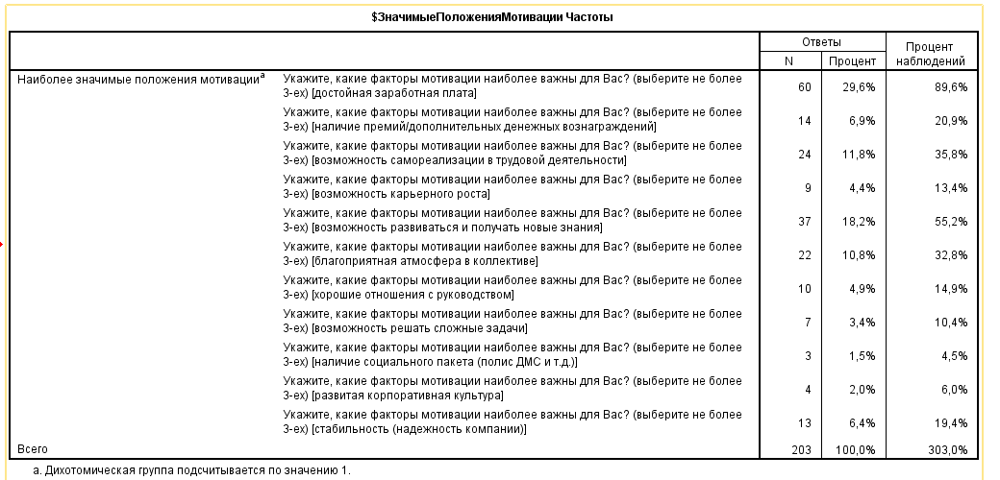 $ЗначимыеПоложенияМотивации Частоты
Ответы
Процент наблюдений
N
Процент
Наиболее значимые положения мотивацииª
Укажите, какие факторы мотивации наиболее важны для Вас? (выберите не более
3-ех) [достойная заработная плата]
60 29,6% 89,6%
Укажите, какие факторы мотивации наиболее важны для Вас? (выберите не более
3-ех) [наличие премий/дополнительных денежных вознаграждений]
14 6,9% 20,9%
Укажите, какие факторы мотивации наиболее важны для Вас? (выберите не более
3-ех) [возможность самореализации в трудовой деятельности]
24 11,8% 35,8%
Укажите, какие факторы мотивации наиболее важны для Вас? (выберите не более
3-ех) [возможность карьерного роста]
9 4,4% 13,4%
Укажите, какие факторы мотивации наиболее важны для Вас? (выберите не более
3-ех) [возможность развиваться и получать новые знания]
37 18,2% 55,2%
Укажите, какие факторы мотивации наиболее важны для Вас? (выберите не более
3-ех) [благоприятная атмосфера в коллективе]
22 10,8% 32,8%
Укажите, какие факторы мотивации наиболее важны для Вас? (выберите не более
3-ех) [хорошие отношения с руководством]
10 4,9% 14,9%
Укажите, какие факторы мотивации наиболее важны для Вас? (выберите не более
3-ех) [возможность решать сложные задачи]
7 3,4% 10,4%
Укажите, какие факторы мотивации наиболее важны для Вас? (выберите не более
3-ех) [наличие социального пакета (полис ДМС и т.д.)]
3 1,5% 4,5%
Укажите, какие факторы мотивации наиболее важны для Вас? (выберите не более
3-ех) [развитая корпоративная культура]
4 2,0% 6,0%
Укажите, какие факторы мотивации наиболее важны для Вас? (выберите не более
3-ех) [стабильность (надежность компании)]
13 6,4% 19,4%
Всего 203 100,0% 303,0%
a. Дихотомическая группа подсчитывается по значению 1.